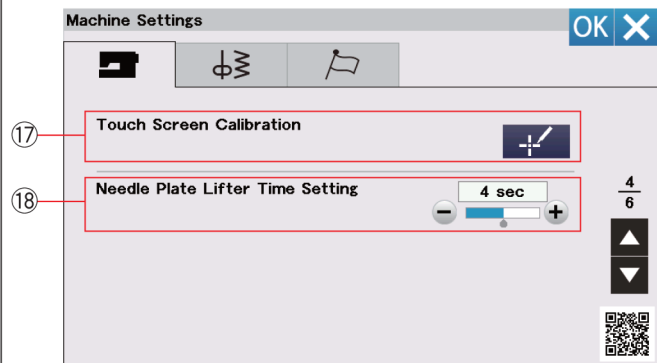 Machine Settings
OK
⑰ Touch Screen Calibration
⑱ Needle Plate Lifter Time Setting
4 sec
4
6